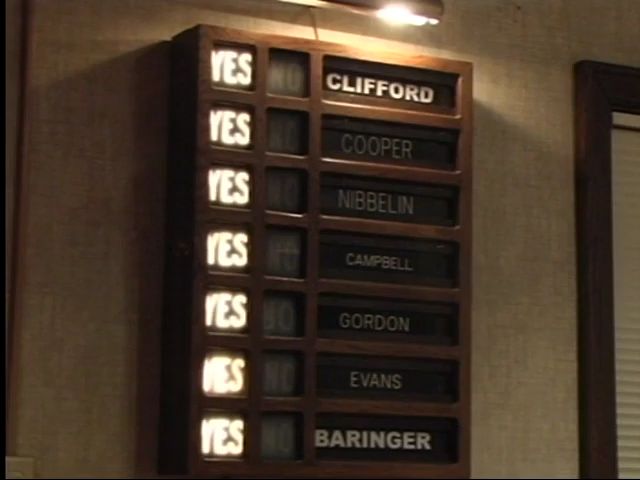 YES NO CLIFFORD
YES NO COOPER
YES NO NIBBELIN
YES CAMPBELL
YES NO GORDON
YES NO EVANS
YES NO BARINGER